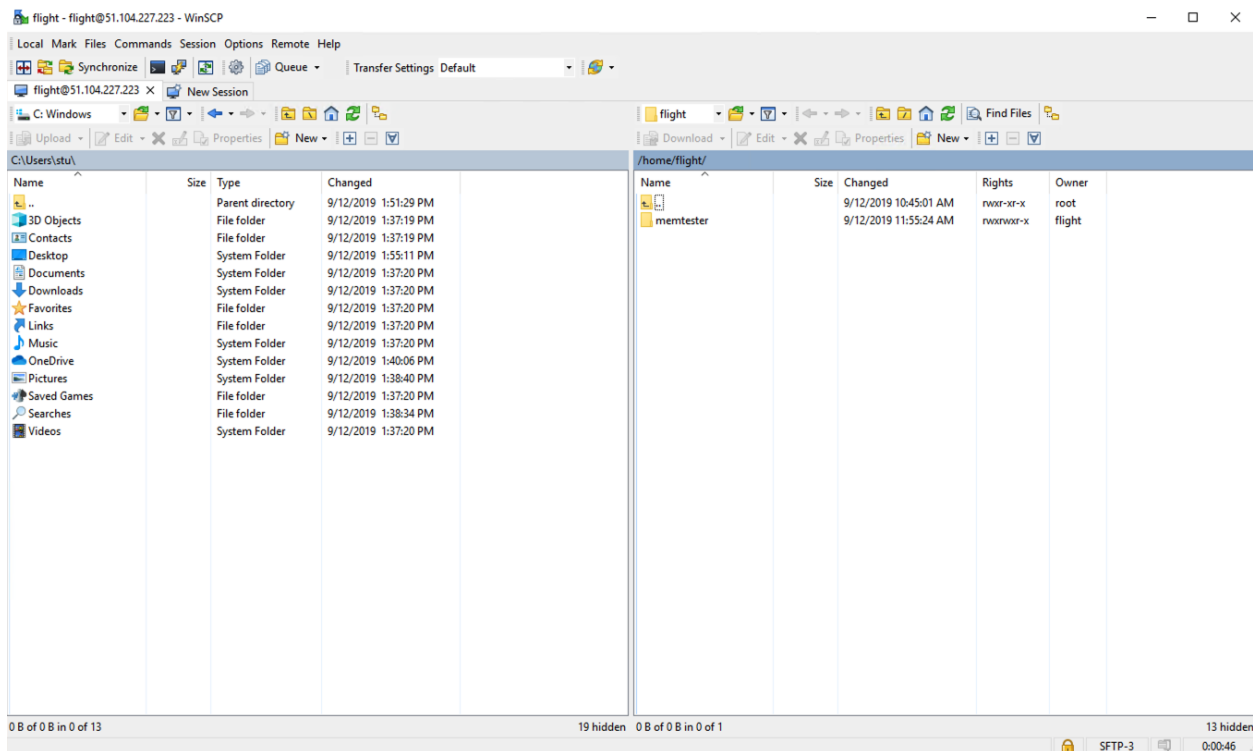 flight - flight@51.104.227.223 - WinSCP
Local Mark Files Commands Session Options Remote Help
Synchronize Queue Transfer Settings Default
flight@51.104.227.223 New Session
C: Windows flight Find Files
Upload Edit Properties New Download Edit Properties New
C:\Users\stu\ /home/flight/
Name Size Type Changed Name Size Changed Rights Owner
.. Parent directory 9/12/2019 1:51:29 PM .. 9/12/2019 10:45:01 AM rwxr-xr-x root
3D Objects File folder 9/12/2019 1:37:19 PM memtester 9/12/2019 11:55:24 AM rwxrwxr-x flight
Contacts File folder 9/12/2019 1:37:19 PM
Desktop System Folder 9/12/2019 1:55:11 PM
Documents System Folder 9/12/2019 1:37:20 PM
Downloads System Folder 9/12/2019 1:37:20 PM
Favorites File folder 9/12/2019 1:37:20 PM
Links File folder 9/12/2019 1:37:20 PM
Music System Folder 9/12/2019 1:37:20 PM
OneDrive System Folder 9/12/2019 1:40:06 PM
Pictures System Folder 9/12/2019 1:38:40 PM
Saved Games File folder 9/12/2019 1:37:20 PM
Searches File folder 9/12/2019 1:38:34 PM
Videos System Folder 9/12/2019 1:37:20 PM
0 B of 0 B in 0 of 13 19 hidden 0 B of 0 B in 0 of 1 13 hidden
SFTP-3 0:00:46